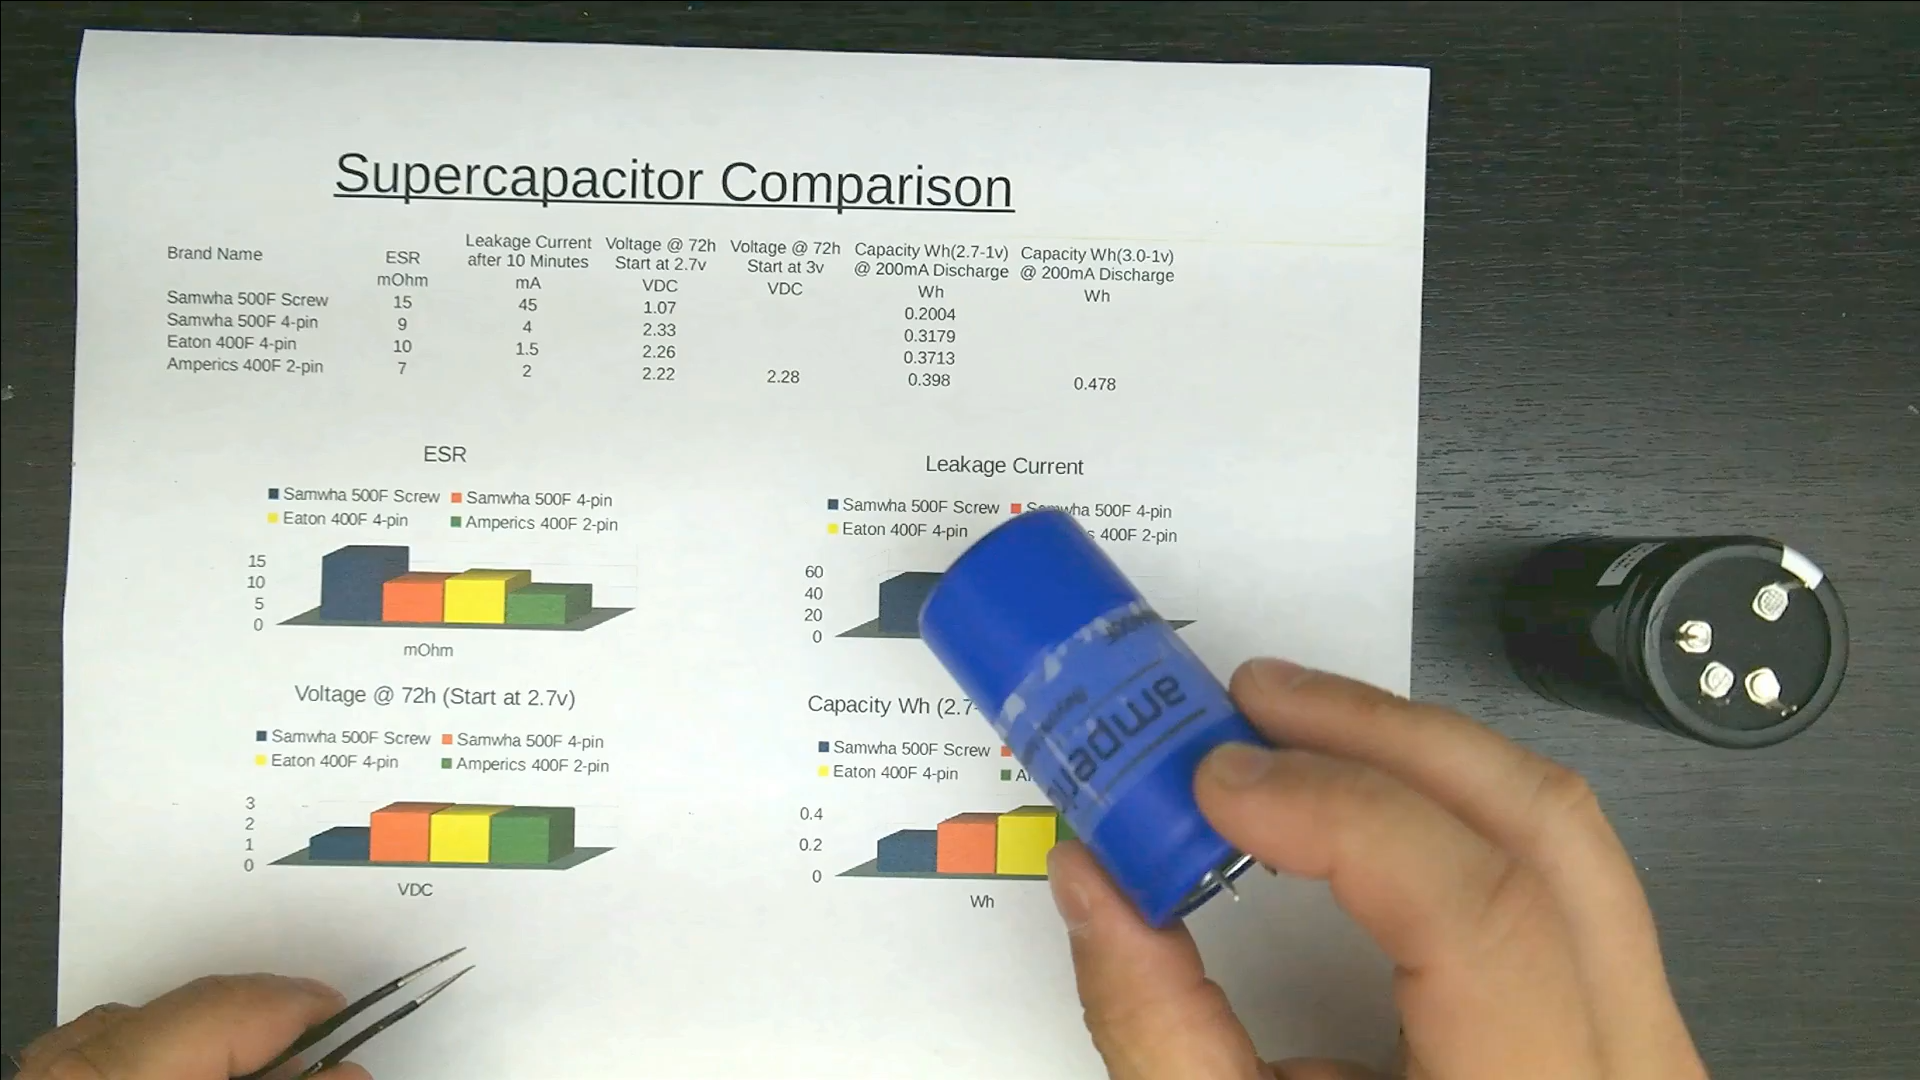 Supercapacitor Comparison
Brand Name ESR Leakage Current Voltage @ 72h Voltage @ 72h Capacity Wh(2.7-1v) Capacity Wh(3.0-1v)
after 10 Minutes Start at 2.7v Start at 3v @ 200mA Discharge @ 200mA Discharge
mOhm mA VDC VDC Wh Wh
Samwha 500F Screw 15 45 1.07 0.2004
Samwha 500F 4-pin 9 4 2.33 0.3179
Eaton 400F 4-pin 10 1.5 2.26 0.3713
Amperics 400F 2-pin 7 2 2.22 2.28 0.398 0.478
ESR
Samwha 500F Screw Samwha 500F 4-pin
Eaton 400F 4-pin Amperics 400F 2-pin
15
10
5
0
mOhm
Leakage Current
Samwha 500F Screw Samwha 500F 4-pin
Eaton 400F 4-pin 400F 2-pin
60
40
20
0
Voltage @ 72h (Start at 2.7v)
Samwha 500F Screw Samwha 500F 4-pin
Eaton 400F 4-pin Amperics 400F 2-pin
3
2
1
0
VDC
Capacity Wh (2.7-
Samwha 500F Screw
Eaton 400F 4-pin
0.4
0.2
0
Wh
amperic